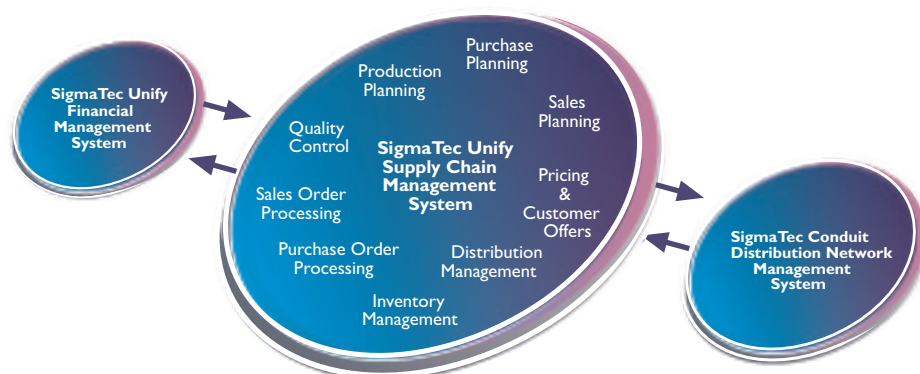 SigmaTec Unify
Financial
Management
System
Purchase
Planning
Production
Planning
Sales
Planning
Quality
Control
SigmaTec Unify
Supply Chain
Management
System
Pricing
&
Customer
Offers
Sales Order
Processing
Purchase Order
Processing
Distribution
Management
Inventory
Management
SigmaTec Conduit
Distribution Network
Management
System